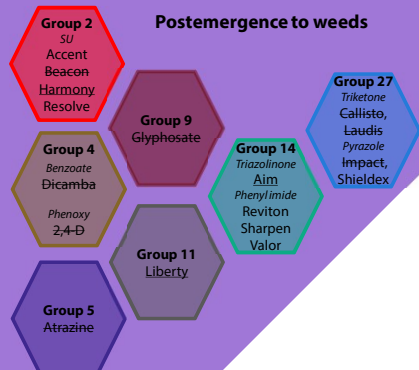 Postemergence to weeds
Group 2
SU
Accent
Beacon
Harmony
Resolve
Group 4
Benzoate
Dicamba
Phenoxy
2,4-D
Group 5
Atrazine
Group 9
Glyphosate
Group 11
Liberty
Group 14
Triazolinone
Aim
Phenyl imide
Reviton
Sharpen
Valor
Group 27
Triketone
Callisto,
Laudis
Pyrazole
Impact,
Shieldex